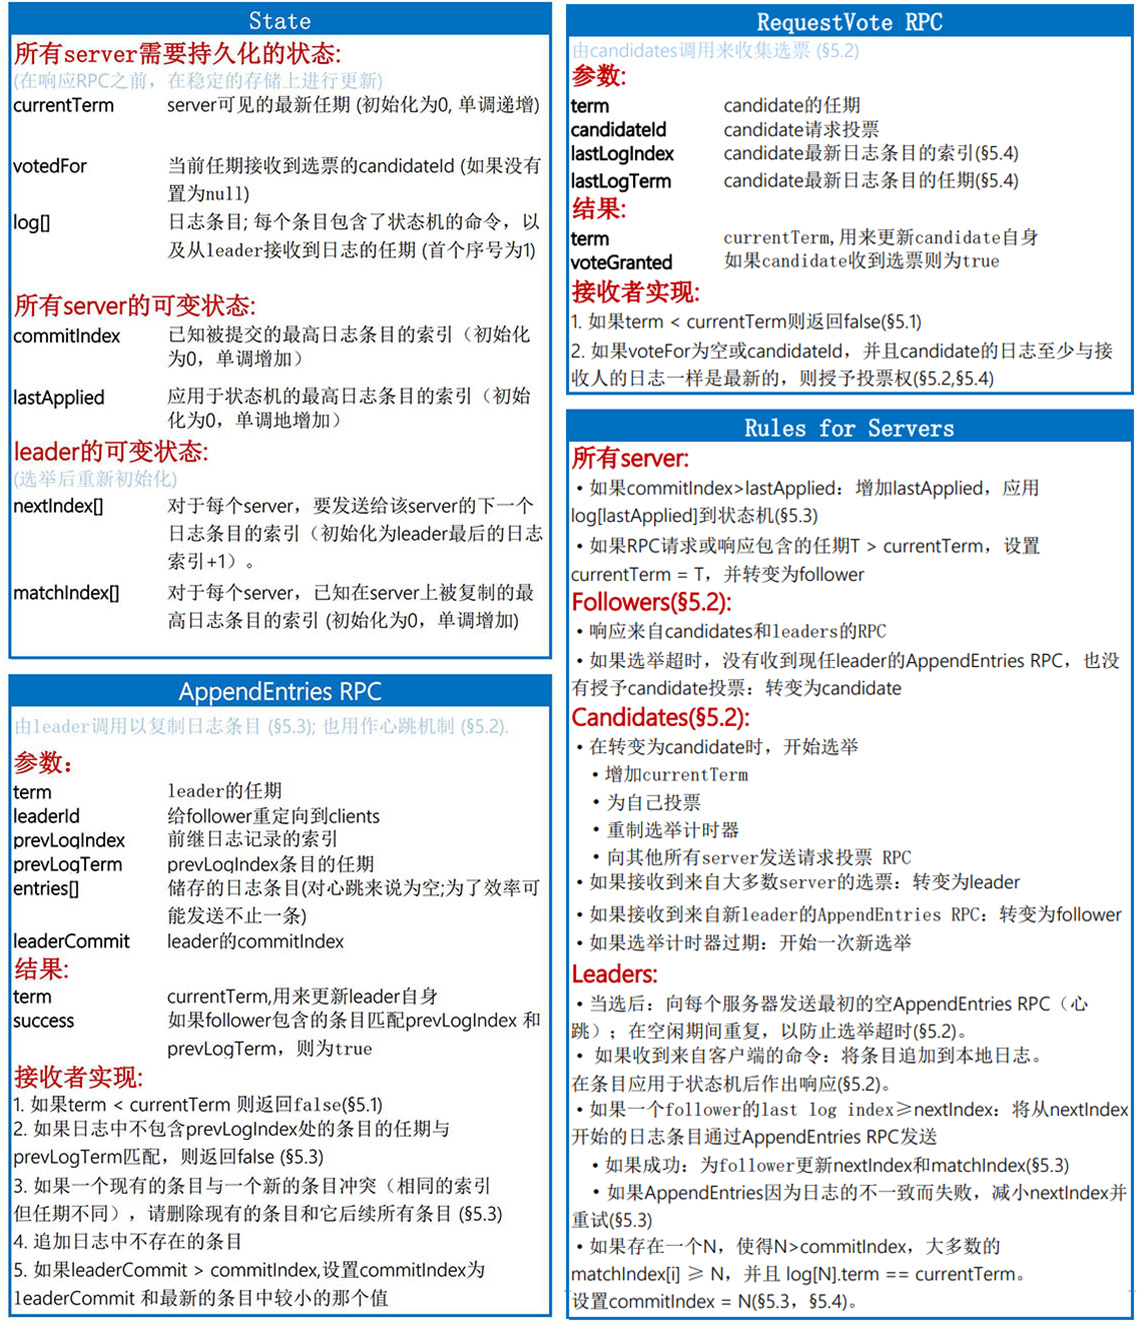 State
所有server需要持久化的状态:
(在响应RPC之前，在稳定的存储上进行更新)
currentTerm server可见的最新任期 (初始化为0, 单调递增)
votedFor 当前任期接收到选票的candidateId (如果没有
置为null)
log[] 日志条目; 每个条目包含了状态机的命令，以
及从leader接收到日志的任期 (首个序号为1)
所有server的可变状态:
commitIndex 已知被提交的最高日志条目的索引（初始化
为0，单调增加）
lastApplied 应用于状态机的最高日志条目的索引（初始
化为0，单调地增加）
leader的可变状态:
(选举后重新初始化)
nextIndex[] 对于每个server，要发送给该server的下一个
日志条目的索引（初始化为leader最后的日志
索引+1）。
matchIndex[] 对于每个server，已知在server上被复制的最
高日志条目的索引 (初始化为0，单调增加)
AppendEntries RPC
由leader调用以复制日志条目 (§5.3); 也用作心跳机制 (§5.2).
参数：
term leader的任期
leaderId 给follower重定向到clients
prevLogIndex 前继日志记录的索引
prevLogTerm prevLogIndex条目的任期
entries[] 储存的日志条目(对心跳来说为空;为了效率可
能发送不止一条)
leaderCommit leader的commitIndex
结果:
term currentTerm,用来更新leader自身
success 如果follower包含的条目匹配prevLogIndex 和
prevLogTerm，则为true
接收者实现:
1. 如果term < currentTerm 则返回false(§5.1)
2. 如果日志中不包含prevLogIndex处的条目的任期与
prevLogTerm匹配，则返回false (§5.3)
3. 如果一个现有的条目与一个新的条目冲突（相同的索引
但任期不同），请删除现有的条目和它后续所有条目 (§5.3)
4. 追加日志中不存在的条目
5. 如果leaderCommit > commitIndex,设置commitIndex为
leaderCommit 和最新的条目中较小的那个值
RequestVote RPC
由candidates调用来收集选票 (§5.2)
参数:
term candidate的任期
candidateId candidate请求投票
lastLogIndex candidate最新日志条目的索引(§5.4)
lastLogTerm candidate最新日志条目的任期(§5.4)
结果:
term currentTerm,用来更新candidate自身
voteGranted 如果candidate收到选票则为true
接收者实现:
1. 如果term < currentTerm则返回false(§5.1)
2. 如果voteFor为空或candidateId，并且candidate的日志至少与接
收人的日志一样是最新的，则授予投票权(§5.2,§5.4)
Rules for Servers
所有server:
•如果commitIndex>lastApplied：增加lastApplied，应用
log[lastApplied]到状态机(§5.3)
•如果RPC请求或响应包含的任期T > currentTerm，设置
currentTerm = T，并转变为follower
Followers(§5.2):
•响应来自candidates和leaders的RPC
•如果选举超时，没有收到现任leader的AppendEntries RPC，也没
有授予candidate投票：转变为candidate
Candidates(§5.2):
•在转变为candidate时，开始选举
•增加currentTerm
•为自己投票
•重制选举计时器
•向其他所有server发送请求投票 RPC
•如果接收到来自大多数server的选票：转变为leader
•如果接收到来自新leader的AppendEntries RPC：转变为follower
•如果选举计时器过期：开始一次新选举
Leaders:
•当选后：向每个服务器发送最初的空AppendEntries RPC（心
跳）；在空闲期间重复，以防止选举超时(§5.2)。
• 如果收到来自客户端的命令：将条目追加到本地日志。
在条目应用于状态机后作出响应(§5.2)。
•如果一个follower的last log index≥nextIndex：将从nextIndex
开始的日志条目通过AppendEntries RPC发送
•如果成功：为follower更新nextIndex和matchIndex(§5.3)
•如果AppendEntries因为日志的不一致而失败，减小nextIndex并
重试(§5.3)
•如果存在一个N，使得N>commitIndex，大多数的
matchIndex[i] ≥ N，并且 log[N].term == currentTerm。
设置commitIndex = N(§5.3，§5.4)。